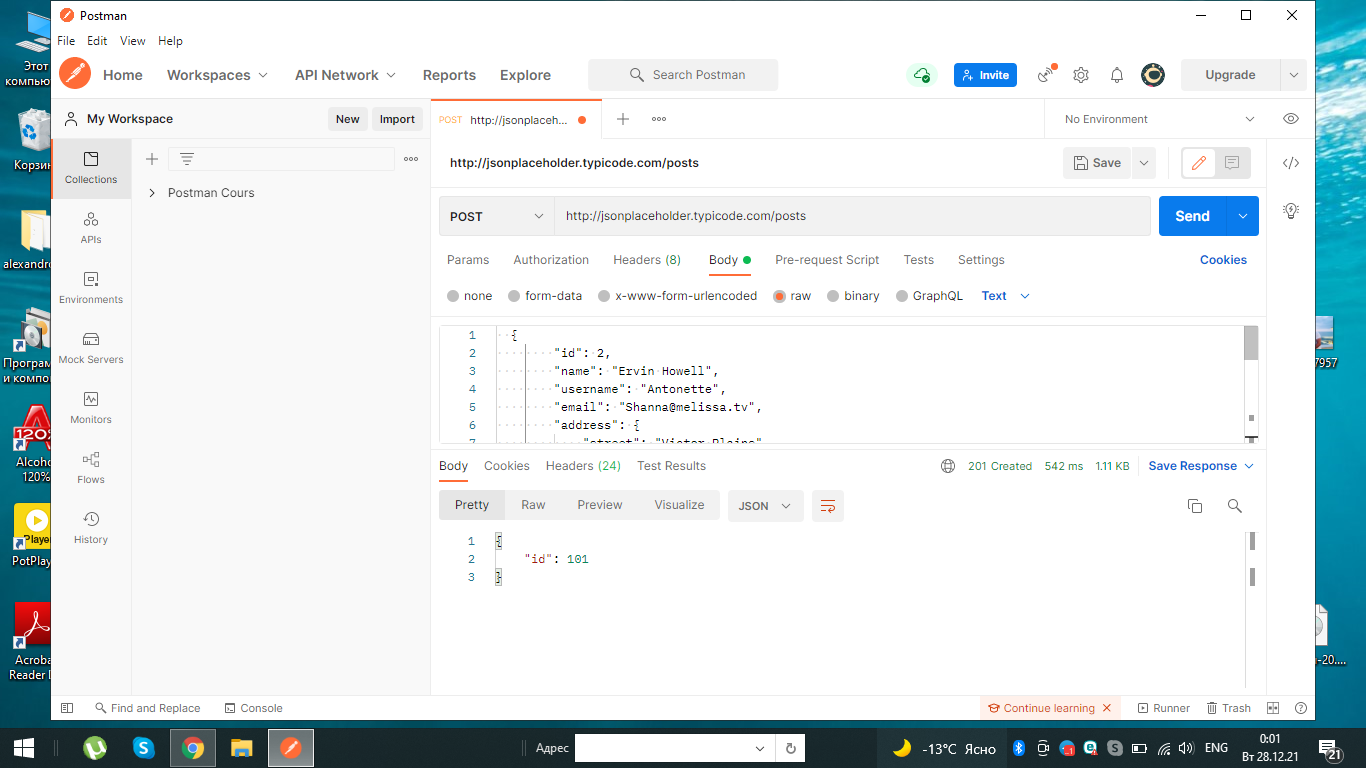 Postman
File Edit View Help
Home Workspaces API Network Reports Explore Search Postman Invite Upgrade
My Workspace New Import
POST http://jsonplaceh... No Environment
Collections
Postman Cours
APIs
Environments
Mock Servers
Monitors
Flows
History
http://jsonplaceholder.typicode.com/posts Save
POST http://jsonplaceholder.typicode.com/posts Send
Params Authorization Headers (8) Body Pre-request Script Tests Settings Cookies
none form-data x-www-form-urlencoded raw binary GraphQL Text
1 {
2 "id": 2,
3 "name": "Ervin Howell",
4 "username": "Antonette",
5 "email": "Shanna@melissa.tv",
6 "address": {
7 "street": "Victor Plains"
Body Cookies Headers (24) Test Results 201 Created 542 ms 1.11 KB Save Response
Pretty Raw Preview Visualize JSON
1 {
2 "id": 101
3 }
Find and Replace Console Continue learning Runner Trash
Этот
компью
Корзин
alexandro
Програм
и компо
120%
Alcoho
120%
Player
PotPlaye
Acroba
Reader D
7957
-20....
Адрес -13°C Ясно ENG 0:01
Вт 28.12.21 21